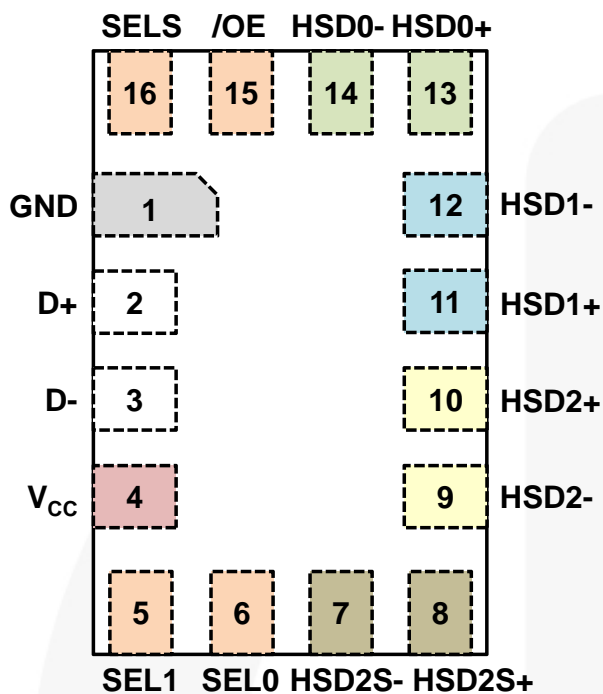 SELS /OE HSD0- HSD0+
16 15 14 13
GND 1 12 HSD1-
D+ 2 11 HSD1+
D- 3 10 HSD2+
VCC 4 9 HSD2-
5 6 7 8
SEL1 SEL0 HSD2S- HSD2S+